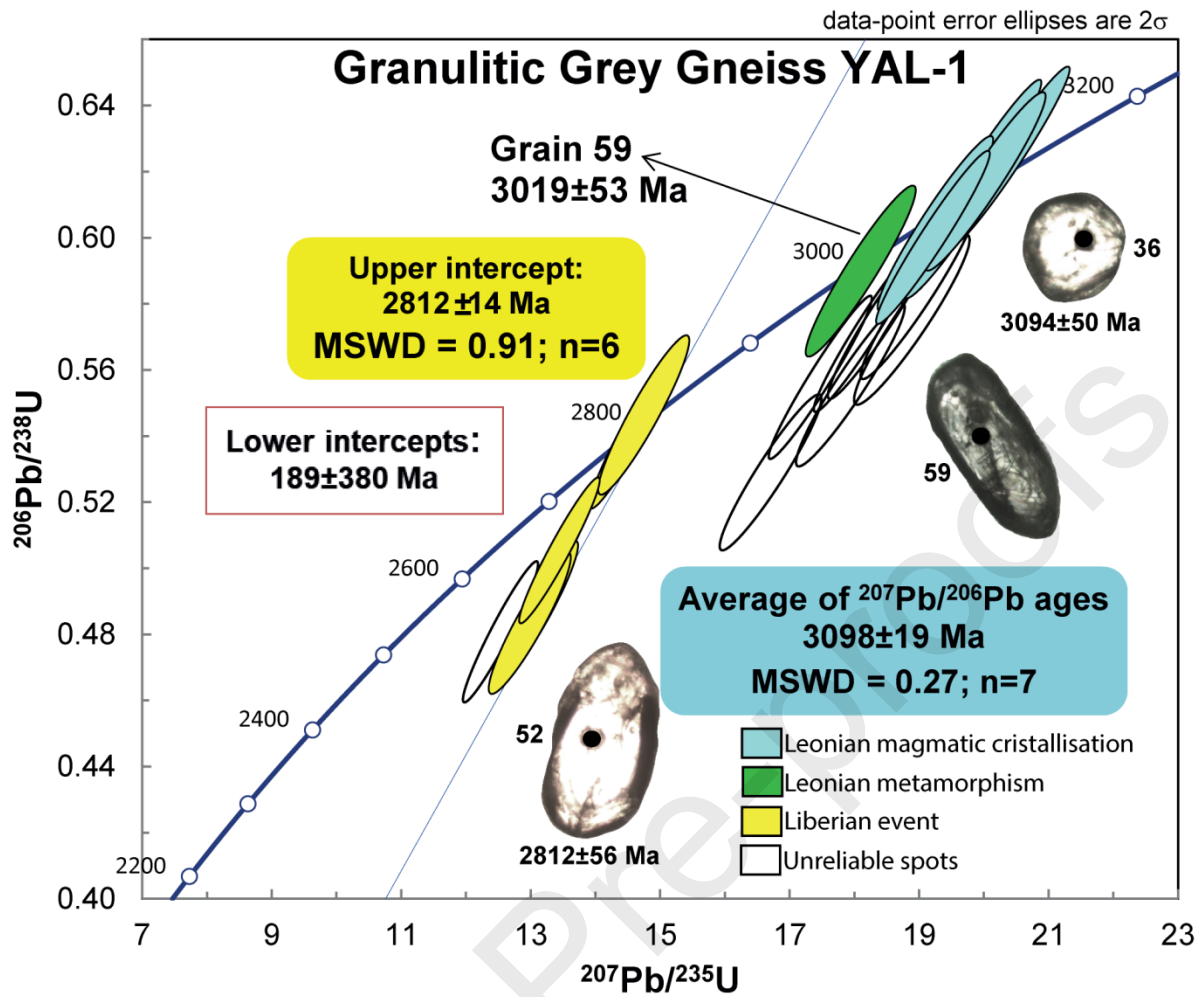 data-point error ellipses are 2σ
Granulitic Grey Gneiss YAL-1
Grain 59
3019±53 Ma
Upper intercept:
2812±14 Ma
MSWD = 0.91; n=6
Lower intercepts:
189±380 Ma
Average of ²⁰⁷Pb/²⁰⁶Pb ages
3098±19 Ma
MSWD = 0.27; n=7
36
3094±50 Ma
59
52
2812±56 Ma
Leonian magmatic cristallisation
Leonian metamorphism
Liberian event
Unreliable spots
3200
3000
2800
2600
2400
2200
0.64
0.60
0.56
0.52
0.48
0.44
0.40
²⁰⁶Pb/²³⁸U
7 9 11 13 15 17 19 21 23
²⁰⁷Pb/²³⁵U
Pre-proofs